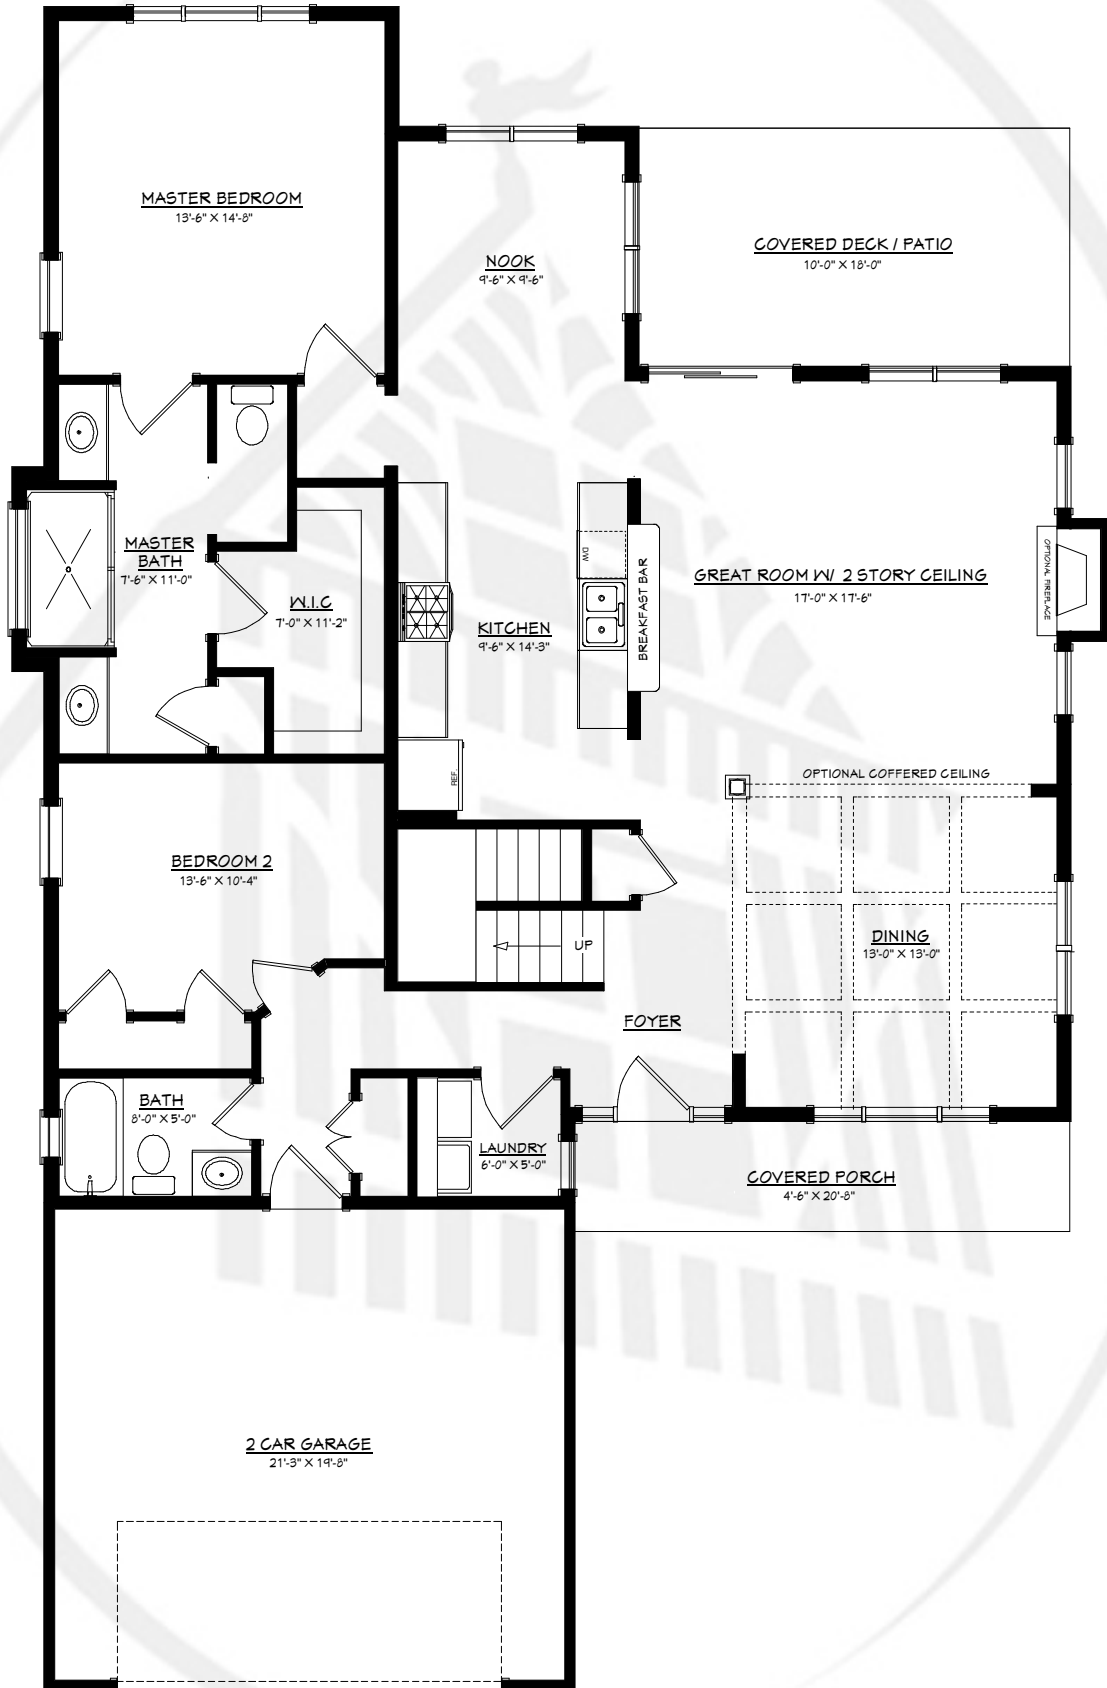 MASTER BEDROOM
13'-6" X 14'-8"
NOOK
9'-6" X 9'-6"
COVERED DECK / PATIO
10'-0" X 18'-0"
MASTER
BATH
7'-6" X 11'-0"
W.I.C
7'-0" X 11'-2"
KITCHEN
9'-6" X 14'-3"
DW
BREAKFAST BAR
GREAT ROOM W/ 2 STORY CEILING
17'-0" X 17'-6"
OPTIONAL FIREPLACE
REF.
OPTIONAL COFFERED CEILING
BEDROOM 2
13'-6" X 10'-4"
UP
DINING
13'-0" X 13'-0"
FOYER
BATH
8'-0" X 5'-0"
LAUNDRY
6'-0" X 5'-0"
COVERED PORCH
4'-6" X 20'-8"
2 CAR GARAGE
21'-3" X 19'-8"